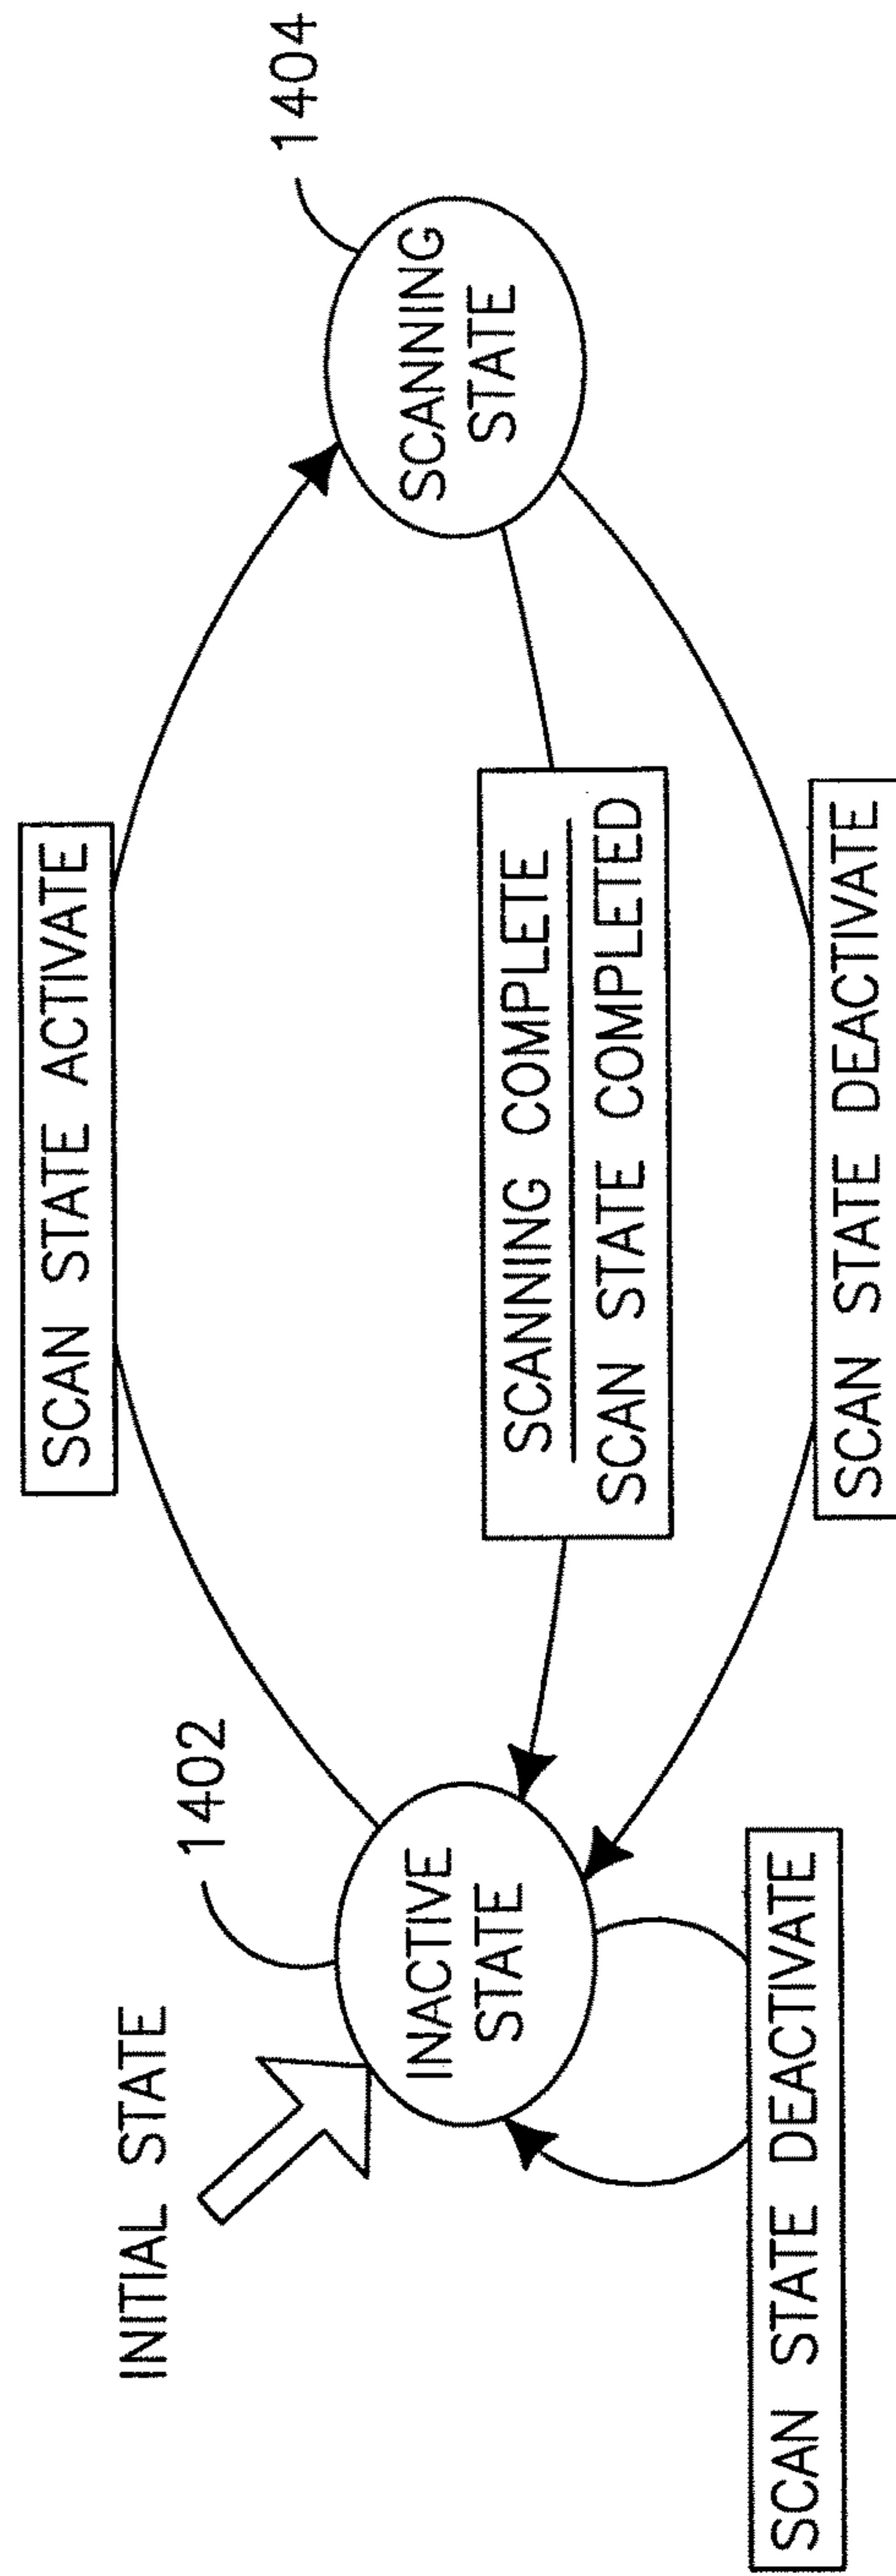 SCAN STATE ACTIVATE
INITIAL STATE
1402
1404
INACTIVE
STATE
SCANNING
STATE
SCANNING COMPLETE
SCAN STATE COMPLETED
SCAN STATE DEACTIVATE
SCAN STATE DEACTIVATE